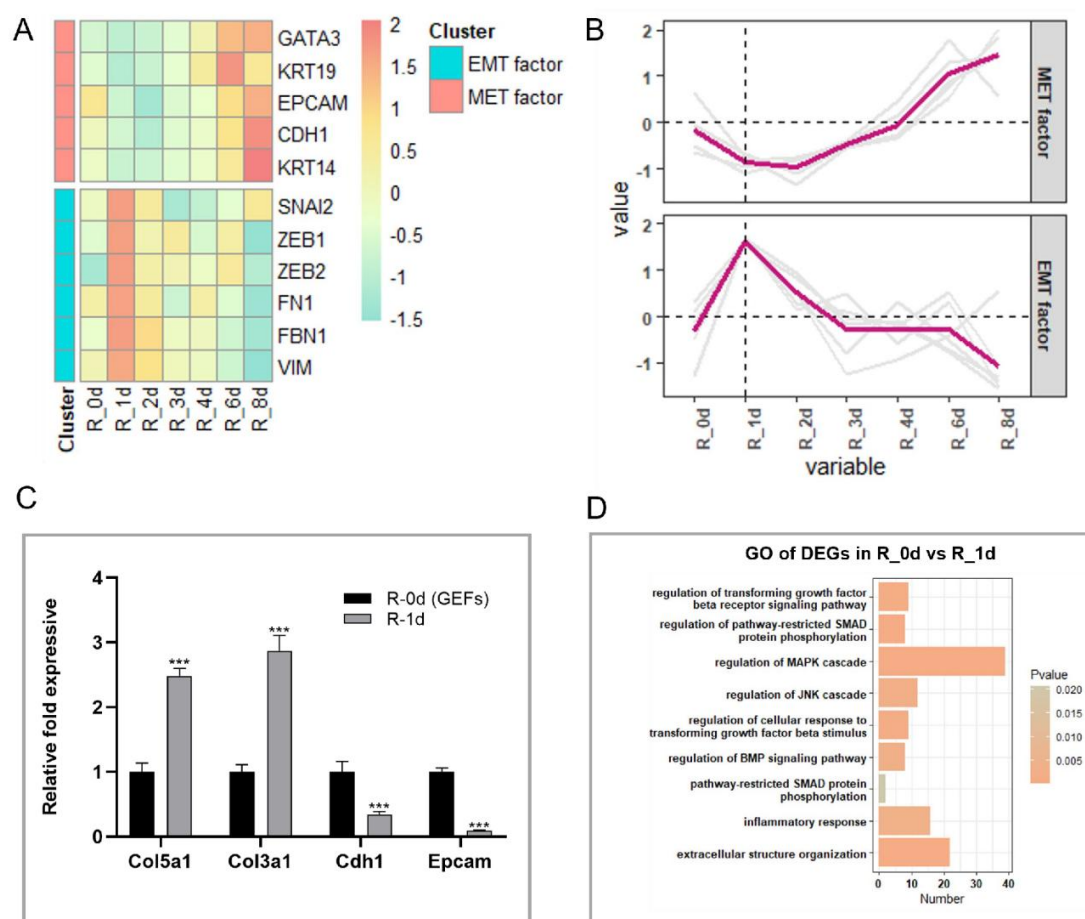 A
2
1.5
1
0.5
0
-0.5
-1
-1.5
Cluster
EMT factor
MET factor
GATA3
KRT19
EPCAM
CDH1
KRT14
SNAI2
ZEB1
ZEB2
FN1
FBN1
VIM
Cluster
R_0d
R_1d
R_2d
R_3d
R_4d
R_6d
R_8d
B
2
1
0
-1
MET factor
value
2
1
0
-1
EMT factor
R_0d
R_1d
R_2d
R_3d
R_4d
R_6d
R_8d
variable
C
Relative fold expressive
4
3
2
1
0
R-0d (GEFs)
R-1d
***
***
***
***
Col5a1 Col3a1 Cdh1 Epcam
D
GO of DEGs in R_0d vs R_1d
regulation of transforming growth factor
beta receptor signaling pathway
regulation of pathway-restricted SMAD
protein phosphorylation
regulation of MAPK cascade
regulation of JNK cascade
regulation of cellular response to
transforming growth factor beta stimulus
regulation of BMP signaling pathway
pathway-restricted SMAD protein
phosphorylation
inflammatory response
extracellular structure organization
0 10 20 30 40
Number
Pvalue
0.020
0.015
0.010
0.005